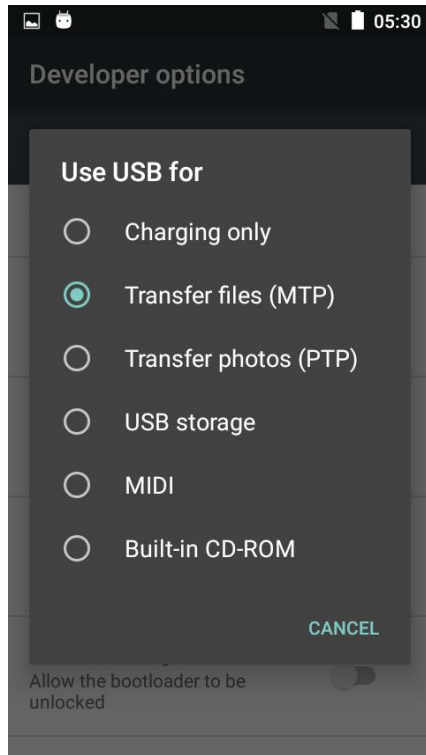 05:30
Developer options
Use USB for
Charging only
Transfer files (MTP)
Transfer photos (PTP)
USB storage
MIDI
Built-in CD-ROM
CANCEL
Allow the bootloader to be
unlocked